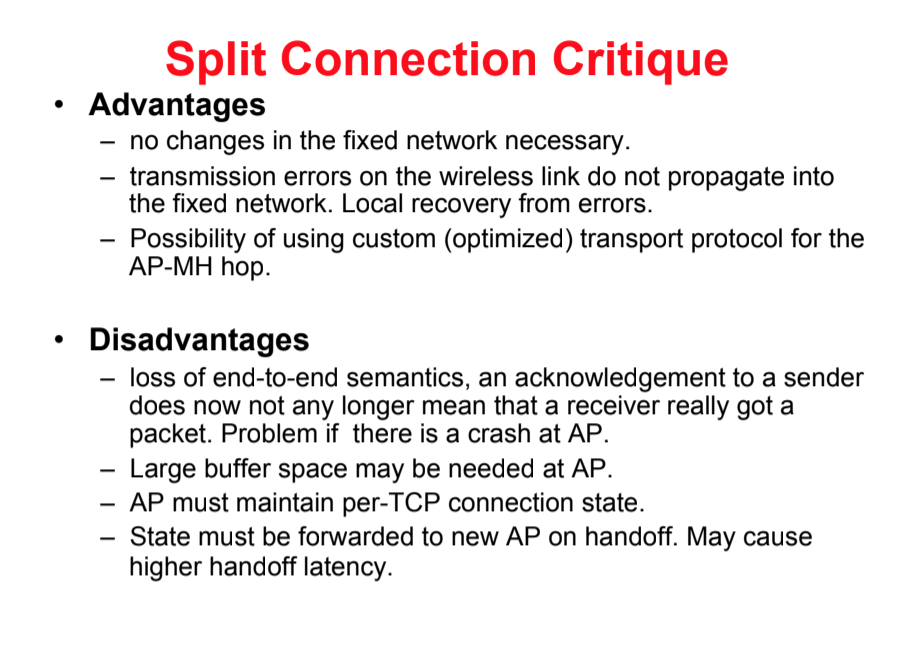 Split Connection Critique
• Advantages
– no changes in the fixed network necessary.
– transmission errors on the wireless link do not propagate into
the fixed network. Local recovery from errors.
– Possibility of using custom (optimized) transport protocol for the
AP-MH hop.
• Disadvantages
– loss of end-to-end semantics, an acknowledgement to a sender
does now not any longer mean that a receiver really got a
packet. Problem if  there is a crash at AP.
– Large buffer space may be needed at AP.
– AP must maintain per-TCP connection state.
– State must be forwarded to new AP on handoff. May cause
higher handoff latency.